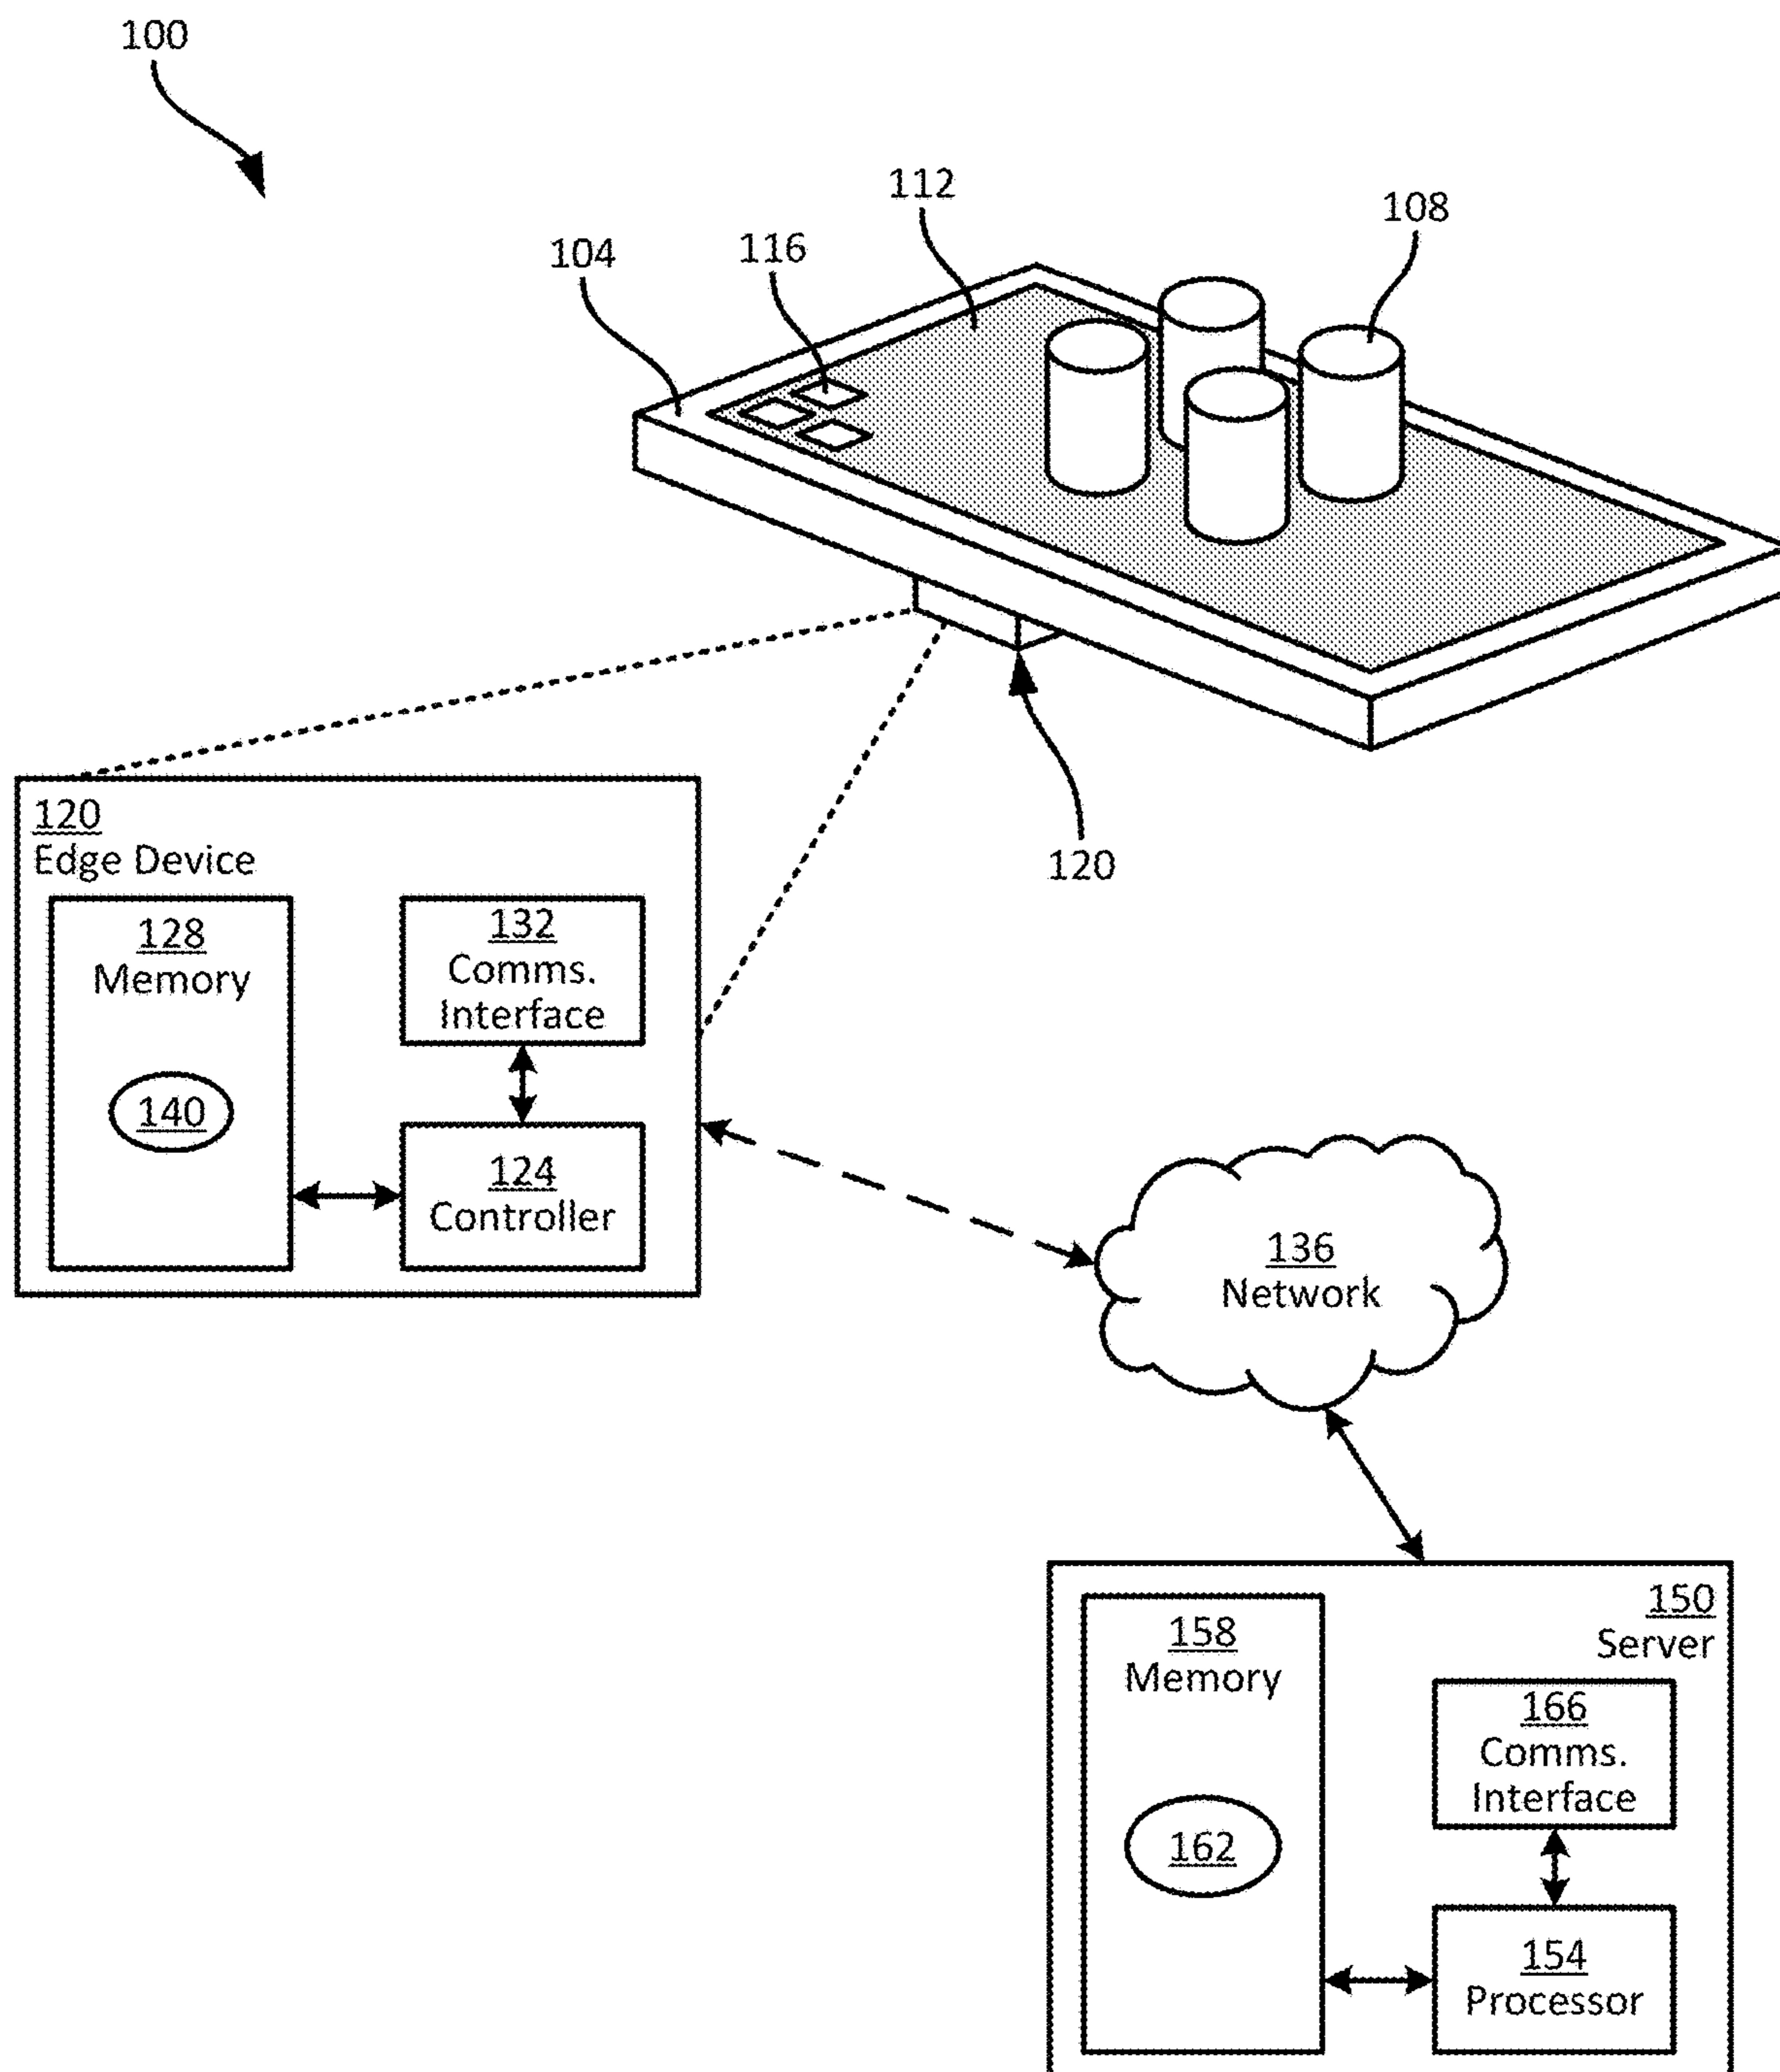 100
112
108
116
104
120
120
Edge Device
128
Memory
132
Comms.
Interface
140
124
Controller
136
Network
150
Server
158
Memory
166
Comms.
Interface
162
154
Processor